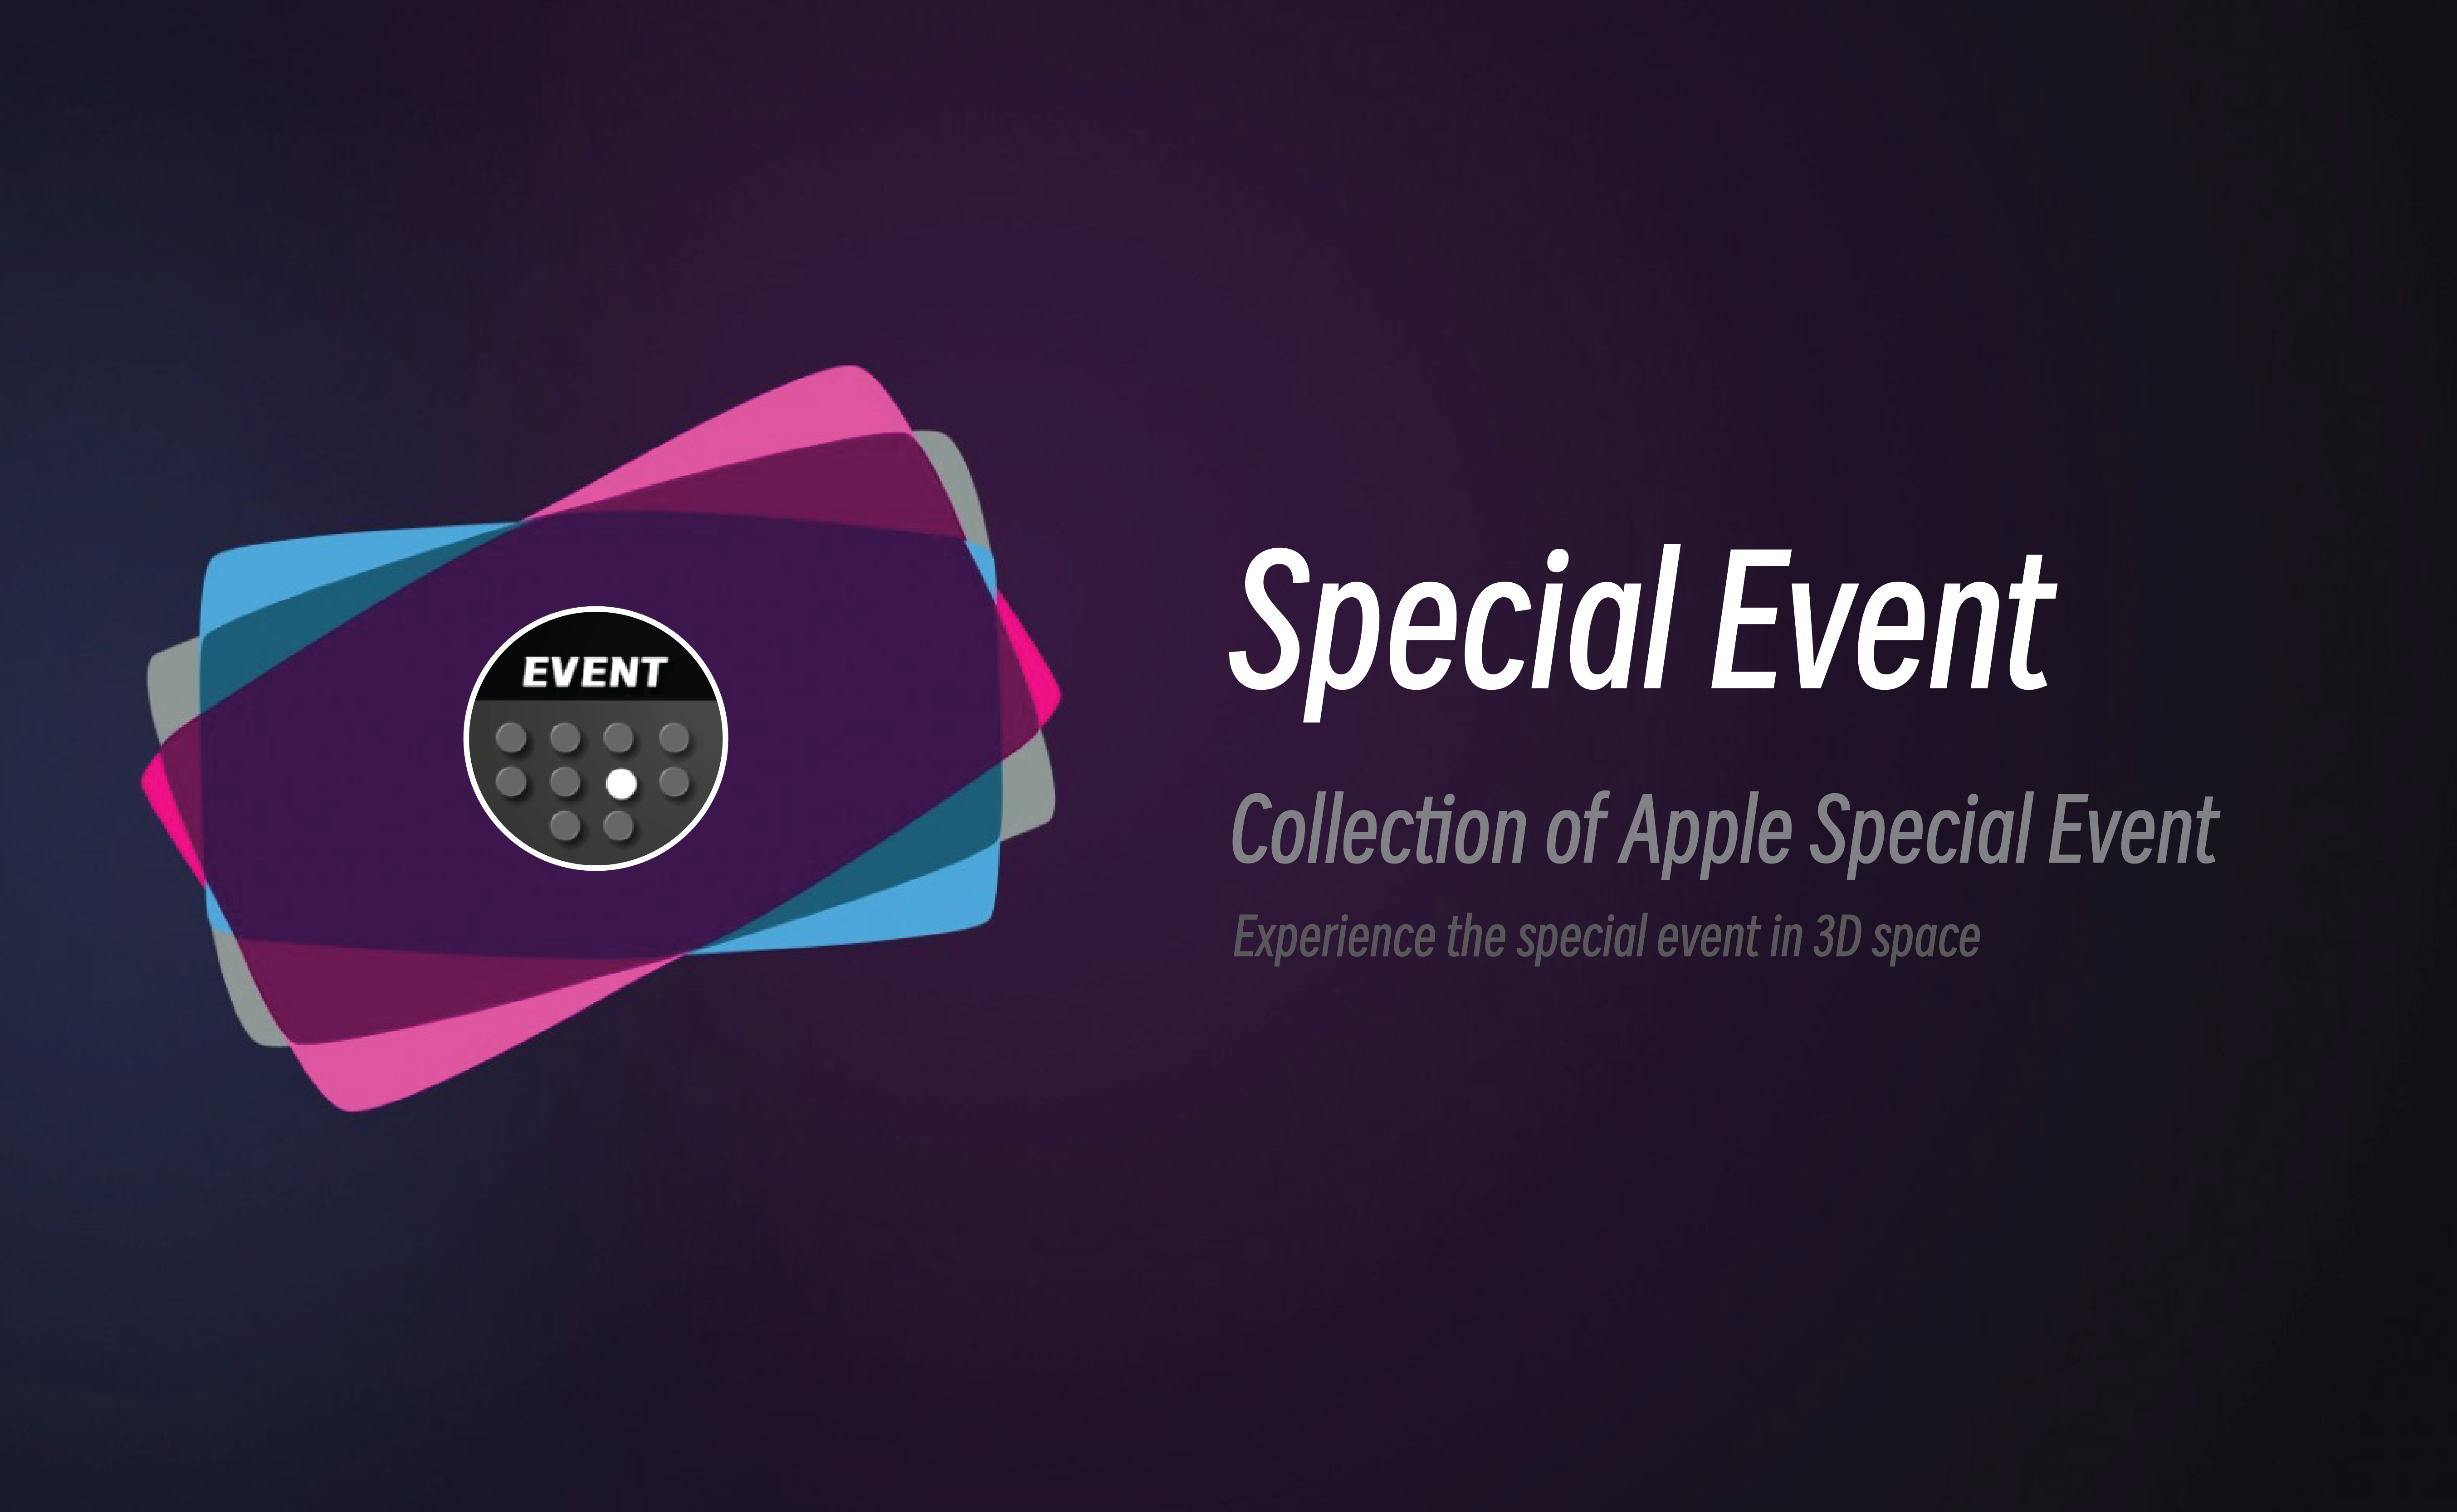 EVENT
Special Event
Collection of Apple Special Event
Experience the special event in 3D space